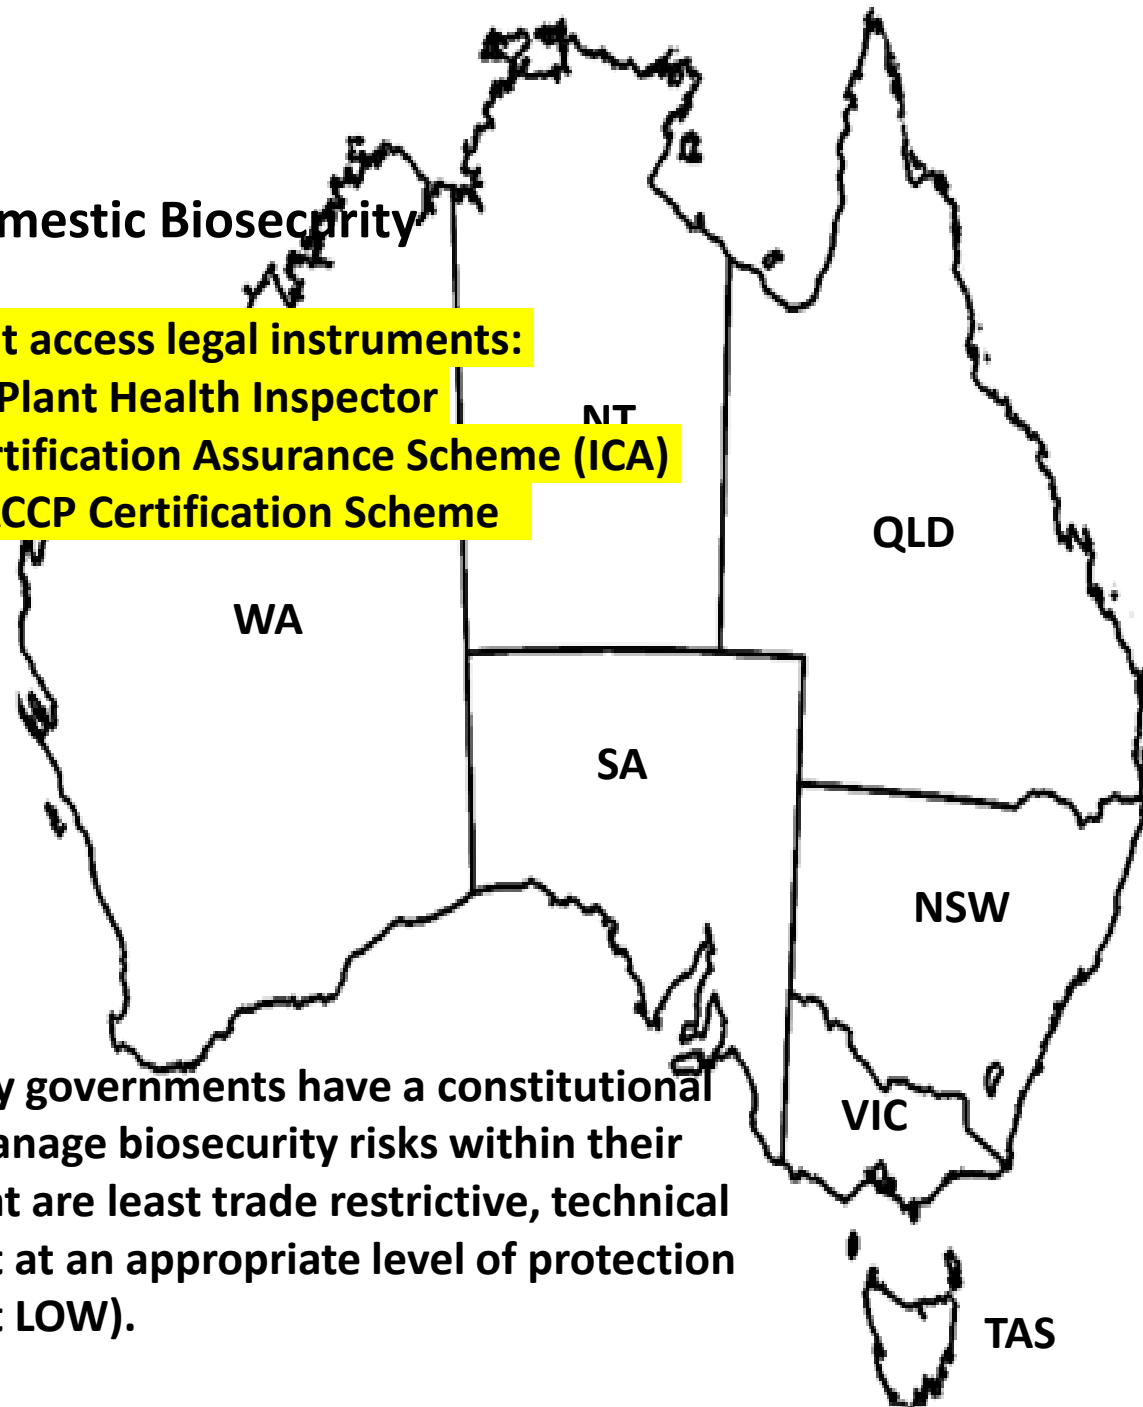 mestic Biosecurity
t access legal instruments:
Plant Health Inspector
NT
rtification Assurance Scheme (ICA)
CCP Certification Scheme
QLD
WA
SA
NSW
y governments have a constitutional
VIC
anage biosecurity risks within their
at are least trade restrictive, technical
t at an appropriate level of protection
t LOW).
TAS